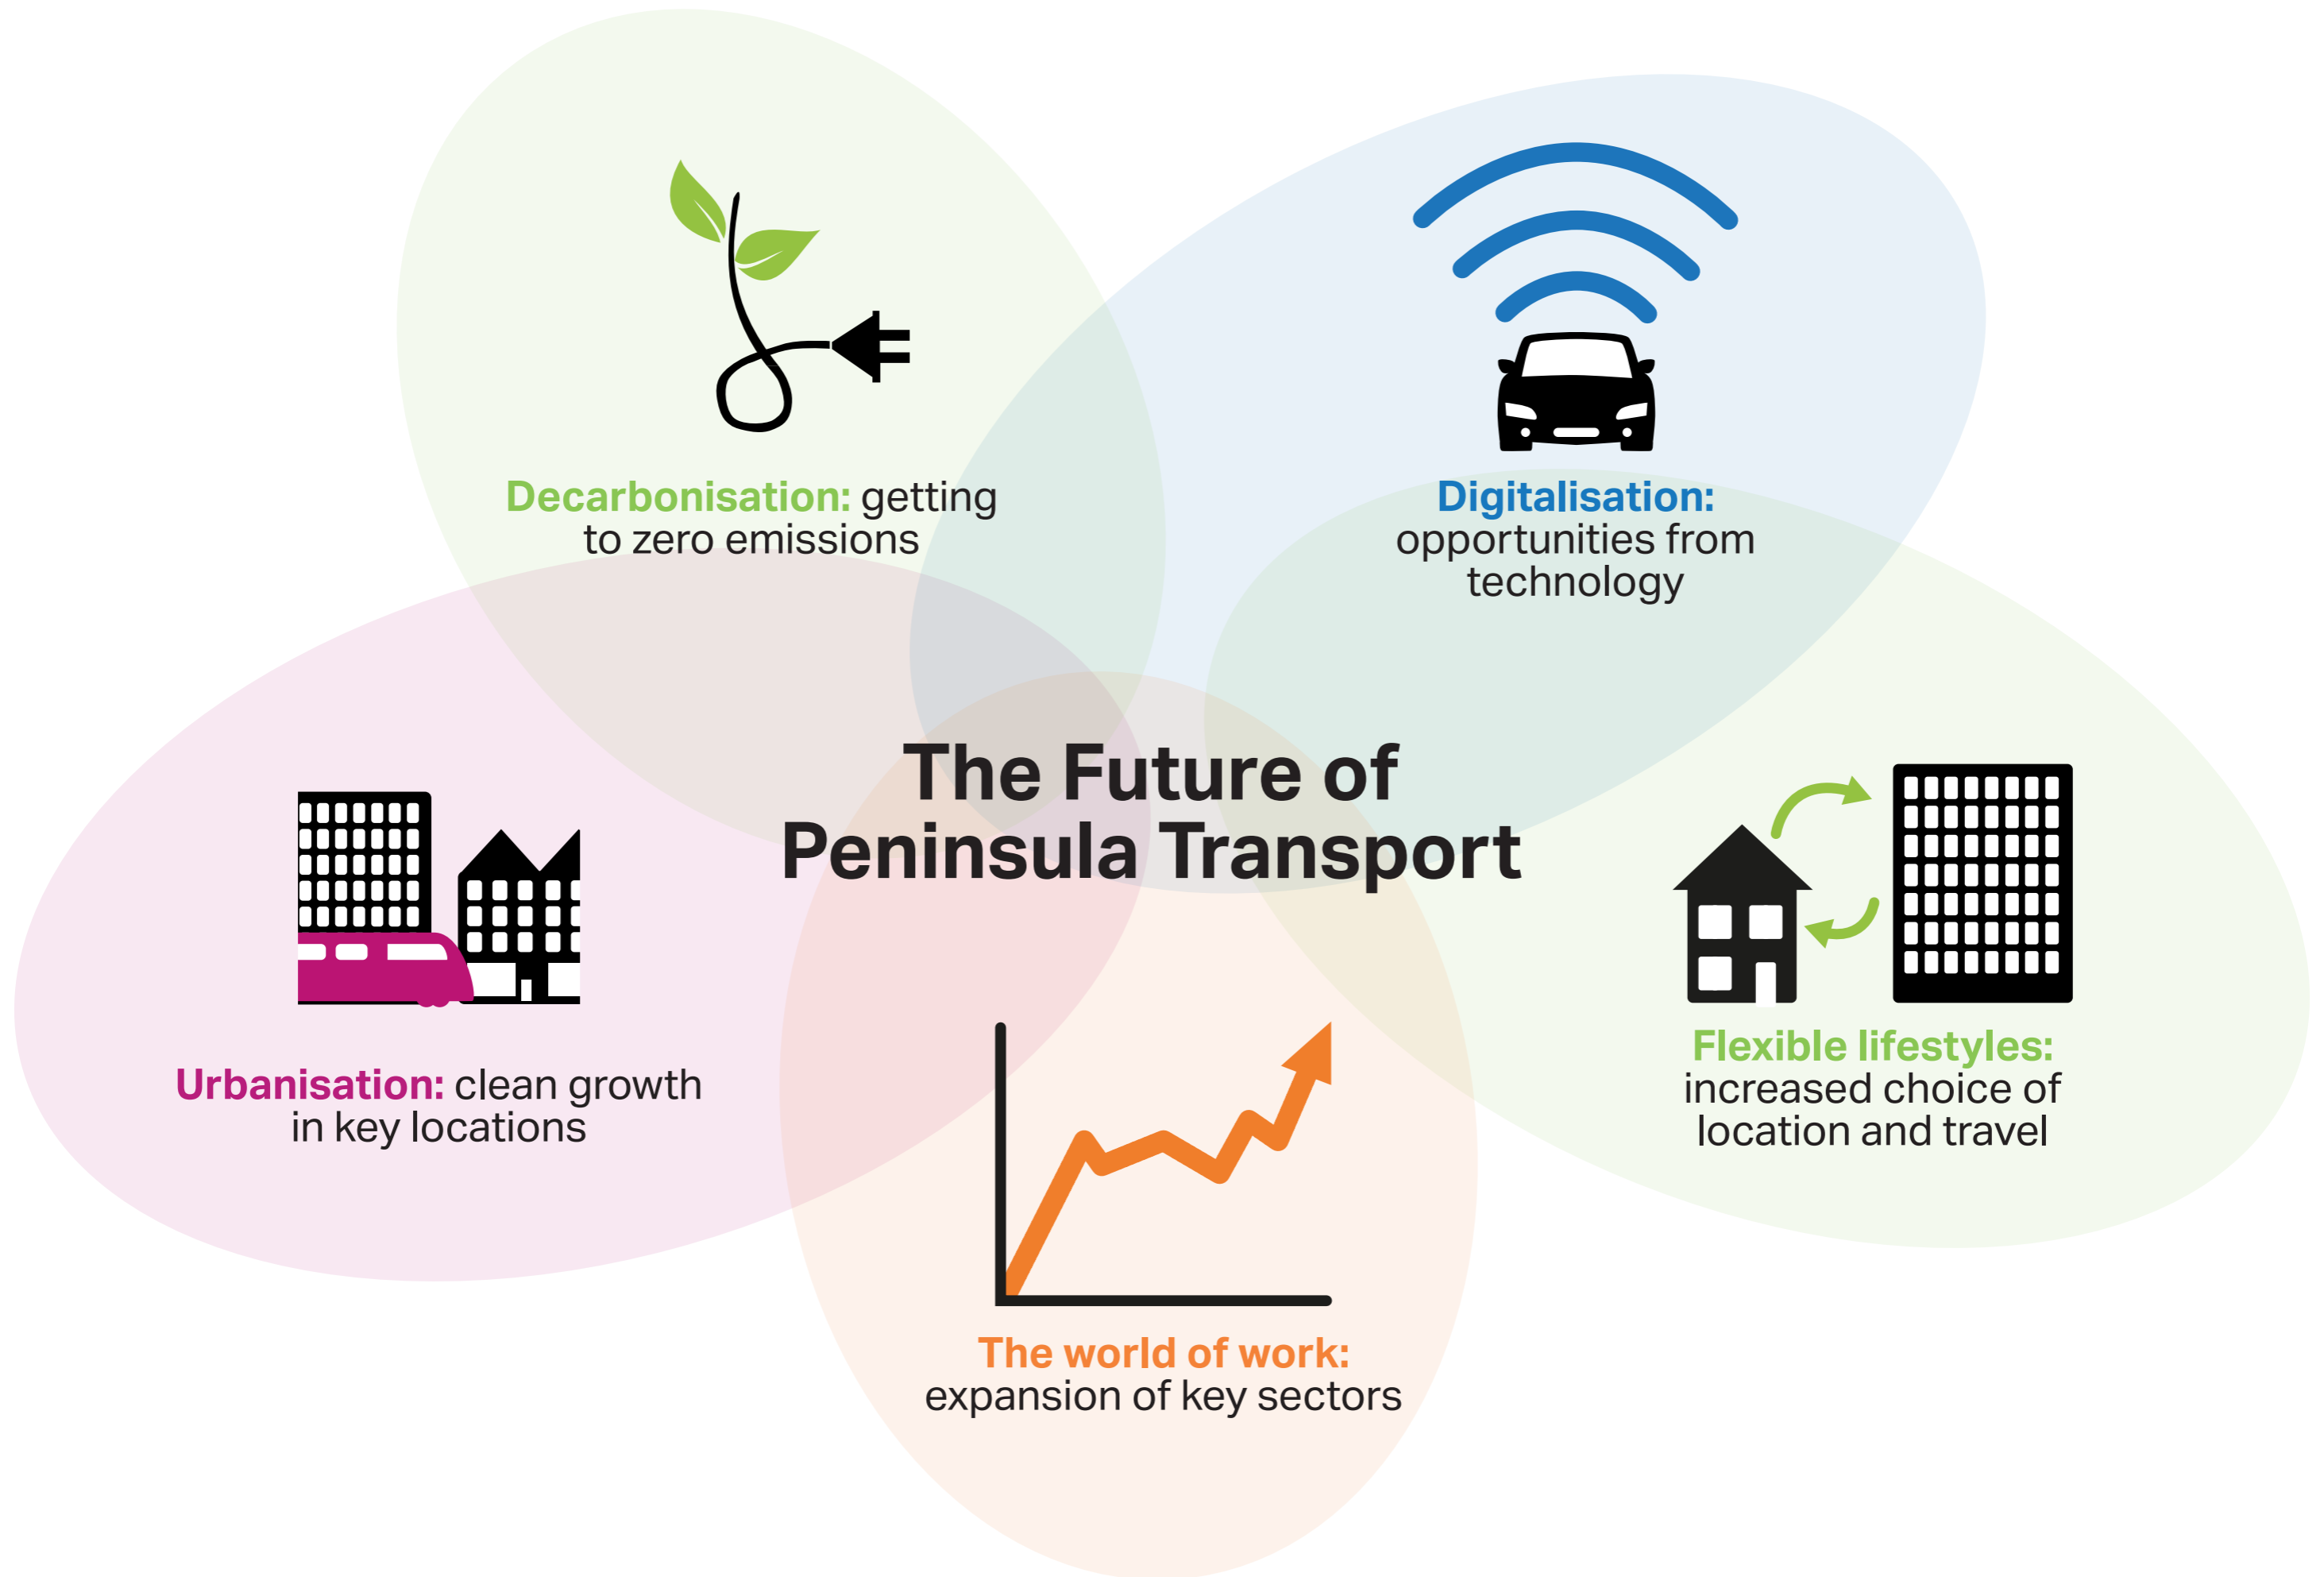 Decarbonisation: getting
to zero emissions
Digitalisation:
opportunities from
technology
The Future of
Peninsula Transport
Urbanisation: clean growth
in key locations
Flexible lifestyles:
increased choice of
location and travel
The world of work:
expansion of key sectors